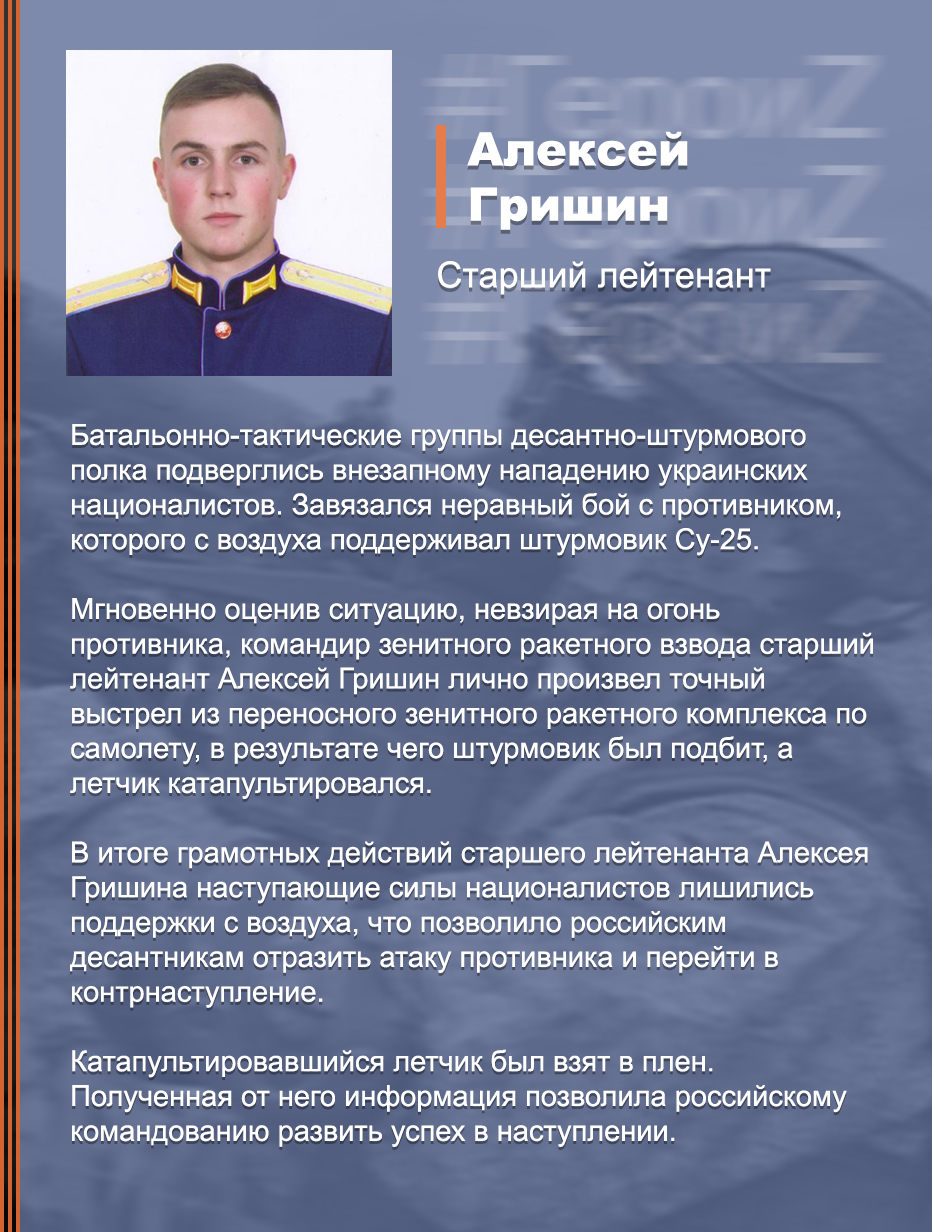 #ГероиZ
#ГероиZ
#ГероиZ
Алексей
Гришин
Старший лейтенант
Батальонно-тактические группы десантно-штурмового
полка подверглись внезапному нападению украинских
националистов. Завязался неравный бой с противником,
которого с воздуха поддерживал штурмовик Су-25.
Мгновенно оценив ситуацию, невзирая на огонь
противника, командир зенитного ракетного взвода старший
лейтенант Алексей Гришин лично произвел точный
выстрел из переносного зенитного ракетного комплекса по
самолету, в результате чего штурмовик был подбит, а
летчик катапультировался.
В итоге грамотных действий старшего лейтенанта Алексея
Гришина наступающие силы националистов лишились
поддержки с воздуха, что позволило российским
десантникам отразить атаку противника и перейти в
контрнаступление.
Катапультировавшийся летчик был взят в плен.
Полученная от него информация позволила российскому
командованию развить успех в наступлении.